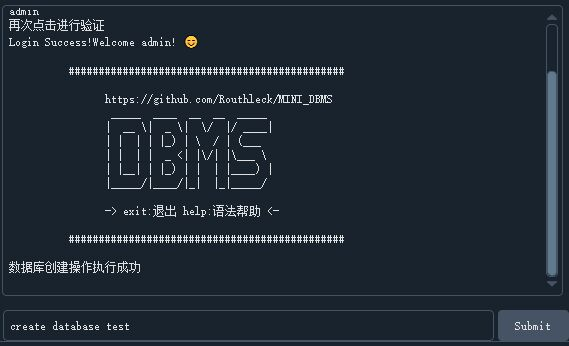 admin
再次点击进行验证
Login Success!Welcome admin! 😊
##############################################
https://github.com/Routhleck/MINI_DBMS
DBMS
-> exit:退出 help:语法帮助 <-
##############################################
数据库创建操作执行成功
create database test
Submit